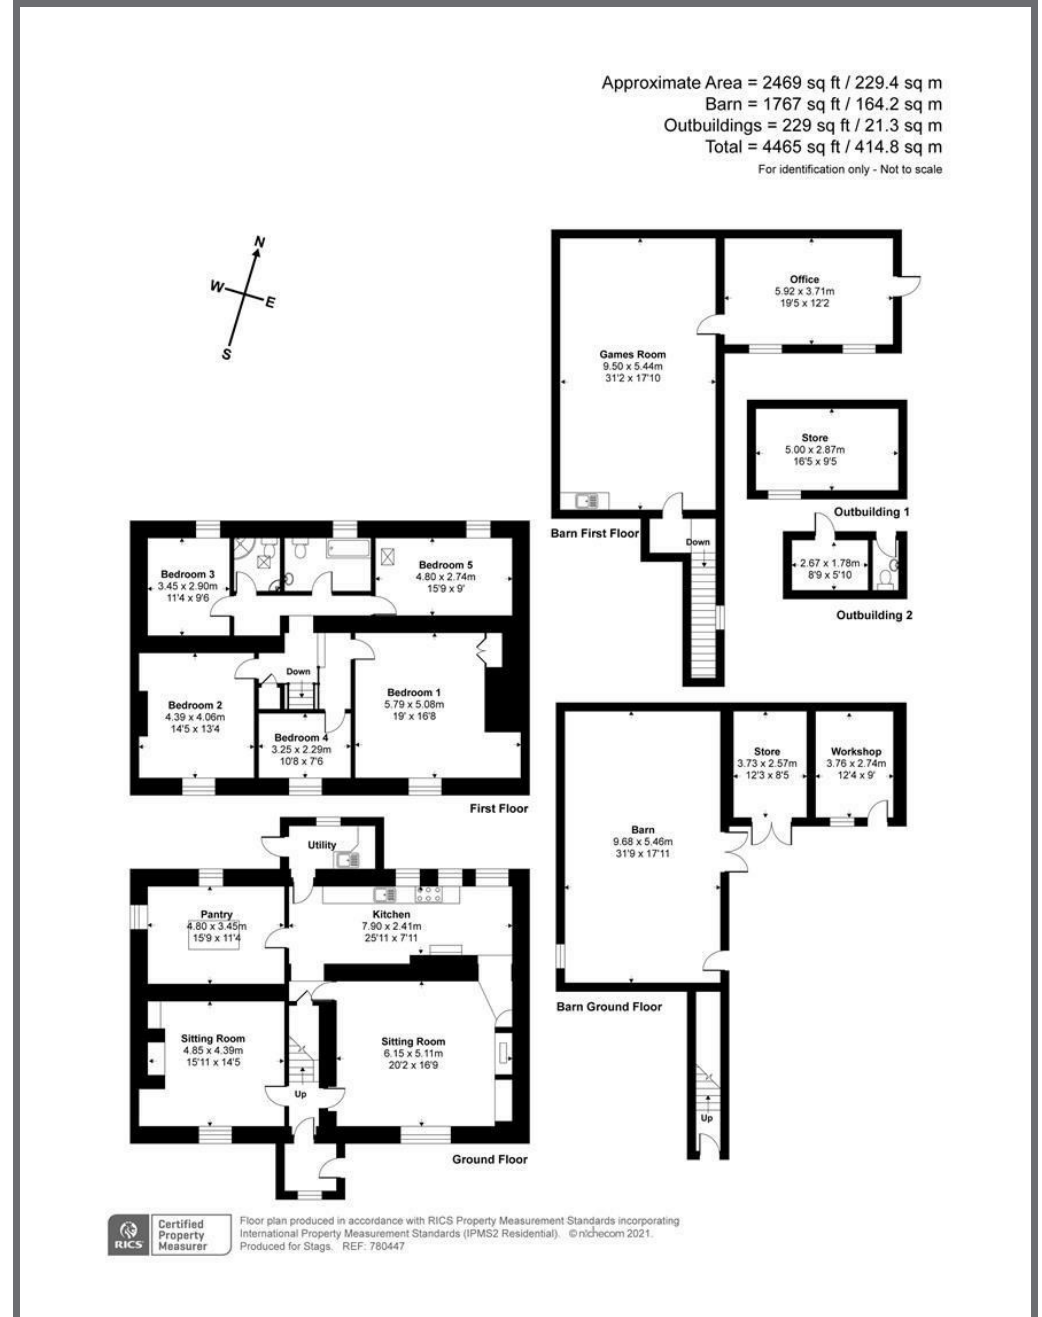 Approximate Area = 2469 sq ft / 229.4 sq m
Barn = 1767 sq ft / 164.2 sq m
Outbuildings = 229 sq ft / 21.3 sq m
Total = 4465 sq ft / 414.8 sq m
For identification only - Not to scale
N
W
E
S
Office
5.92 x 3.71m
19'5 x 12'2
Games Room
9.50 x 5.44m
31'2 x 17'10
Store
5.00 x 2.87m
16'5 x 9'5
Outbuilding 1
Barn First Floor
Down
2.67 x 1.78m
8'9 x 5'10
Outbuilding 2
Bedroom 3
3.45 x 2.90m
11'4 x 9'6
Bedroom 5
4.80 x 2.74m
15'9 x 9'
Down
Bedroom 2
4.39 x 4.06m
14'5 x 13'4
Bedroom 1
5.79 x 5.08m
19' x 16'8
Bedroom 4
3.25 x 2.29m
10'8 x 7'6
First Floor
Store
3.73 x 2.57m
12'3 x 8'5
Workshop
3.76 x 2.74m
12'4 x 9'
Barn
9.68 x 5.46m
31'9 x 17'11
Barn Ground Floor
Up
Utility
Pantry
4.80 x 3.45m
15'9 x 11'4
Kitchen
7.90 x 2.41m
25'11 x 7'11
Sitting Room
4.85 x 4.39m
15'11 x 14'5
Sitting Room
6.15 x 5.11m
20'2 x 16'9
Up
Ground Floor
RICS
Certified
Property
Measurer
Floor plan produced in accordance with RICS Property Measurement Standards incorporating
International Property Measurement Standards (IPMS2 Residential). © nichecom 2021.
Produced for Stags. REF: 780447